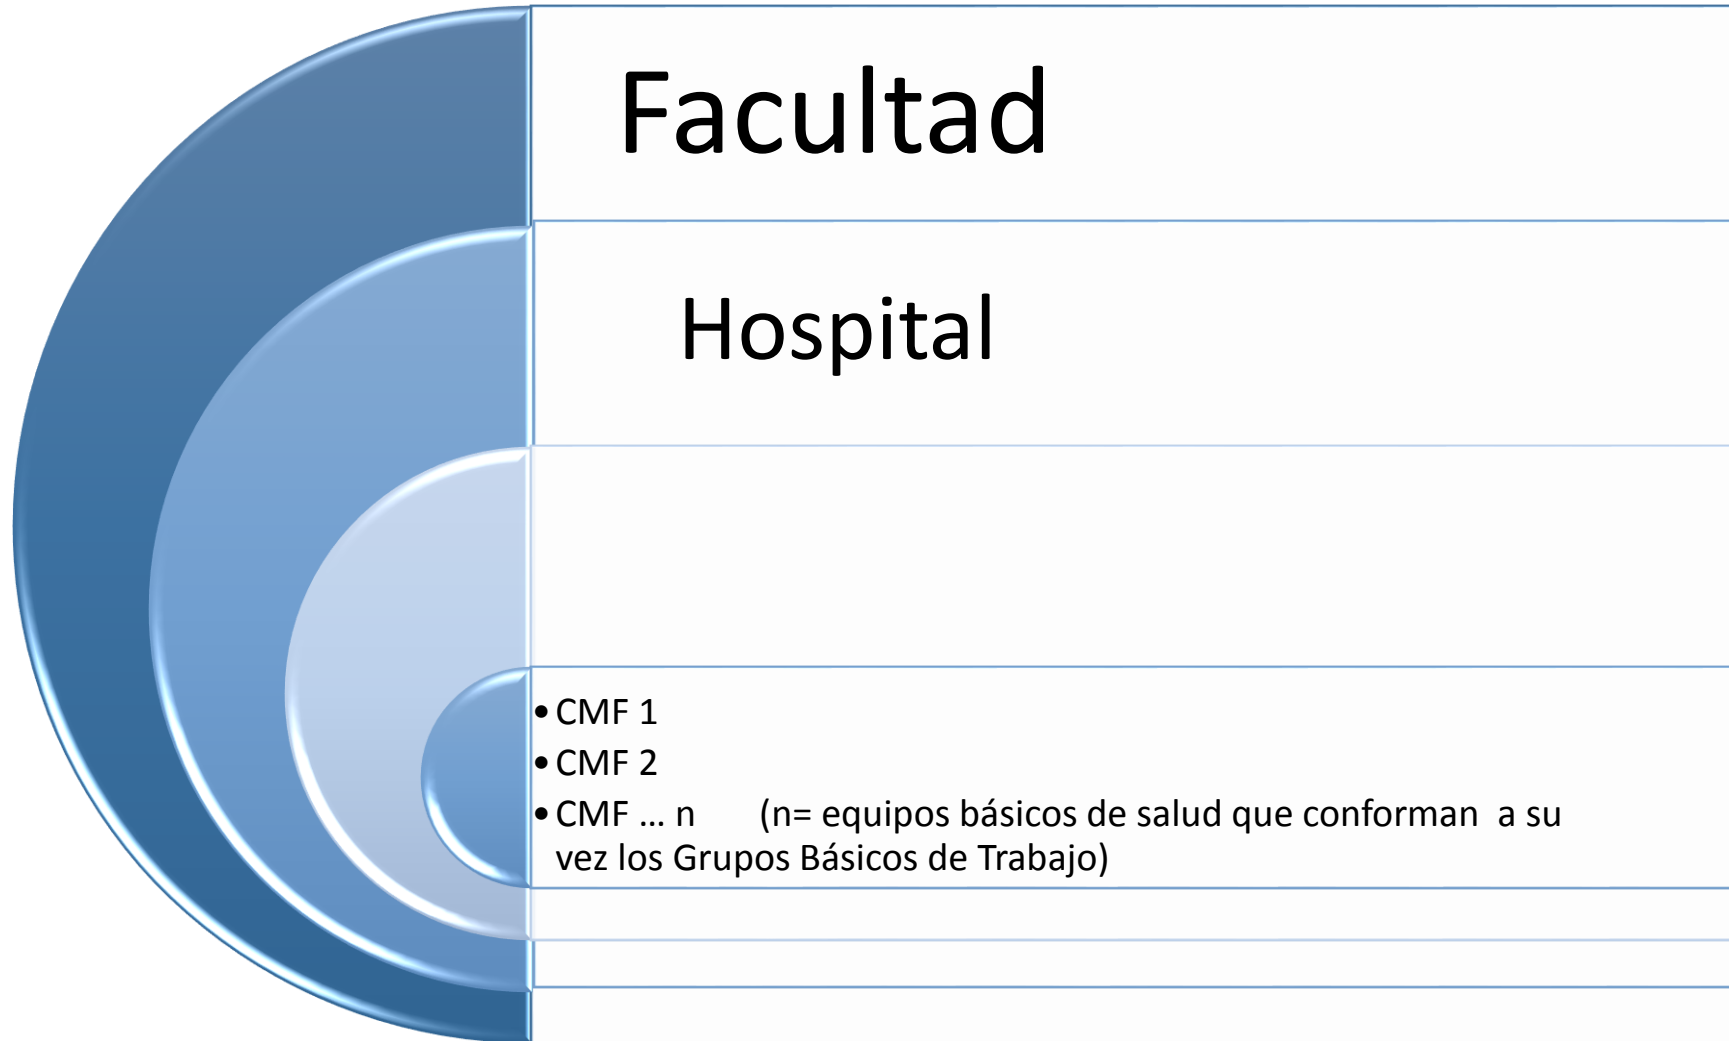 Facultad
Hospital
•CMF 1
•CMF 2
•CMF … n (n= equipos básicos de salud que conforman a su
vez los Grupos Básicos de Trabajo)